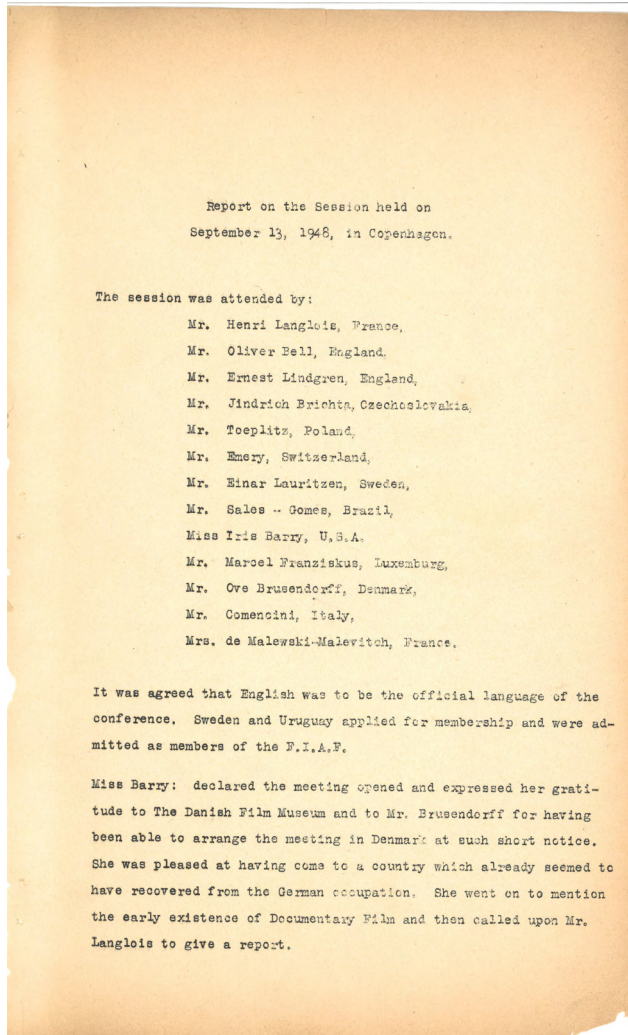 Report on the Session held on
September 13, 1948, in Copenhagen.
The session was attended by:
Mr. Henri Langlois, France,
Mr. Oliver Bell, England.
Mr. Ernest Lindgren, England,
Mr. Jindrich Brichta, Czechoslovakia,
Mr. Toeplitz, Poland,
Mr. Emery, Switzerland,
Mr. Einar Lauritzen, Sweden,
Mr. Sales - Gomes, Brazil,
Miss Iris Barry, U.S.A.
Mr. Marcel Franziskus, Luxemburg,
Mr. Ove Brusendorff, Denmark,
Mr. Comencini, Italy,
Mrs. de Malewski-Malevitch, France.
It was agreed that English was to be the official language of the
conference. Sweden and Uruguay applied for membership and were ad-
mitted as members of the F.I.A.F.
Miss Barry: declared the meeting opened and expressed her grati-
tude to The Danish Film Museum and to Mr. Brusendorff for having
been able to arrange the meeting in Denmark at such short notice.
She was pleased at having come to a country which already seemed to
have recovered from the German occupation. She went on to mention
the early existence of Documentary Film and then called upon Mr.
Langlois to give a report.